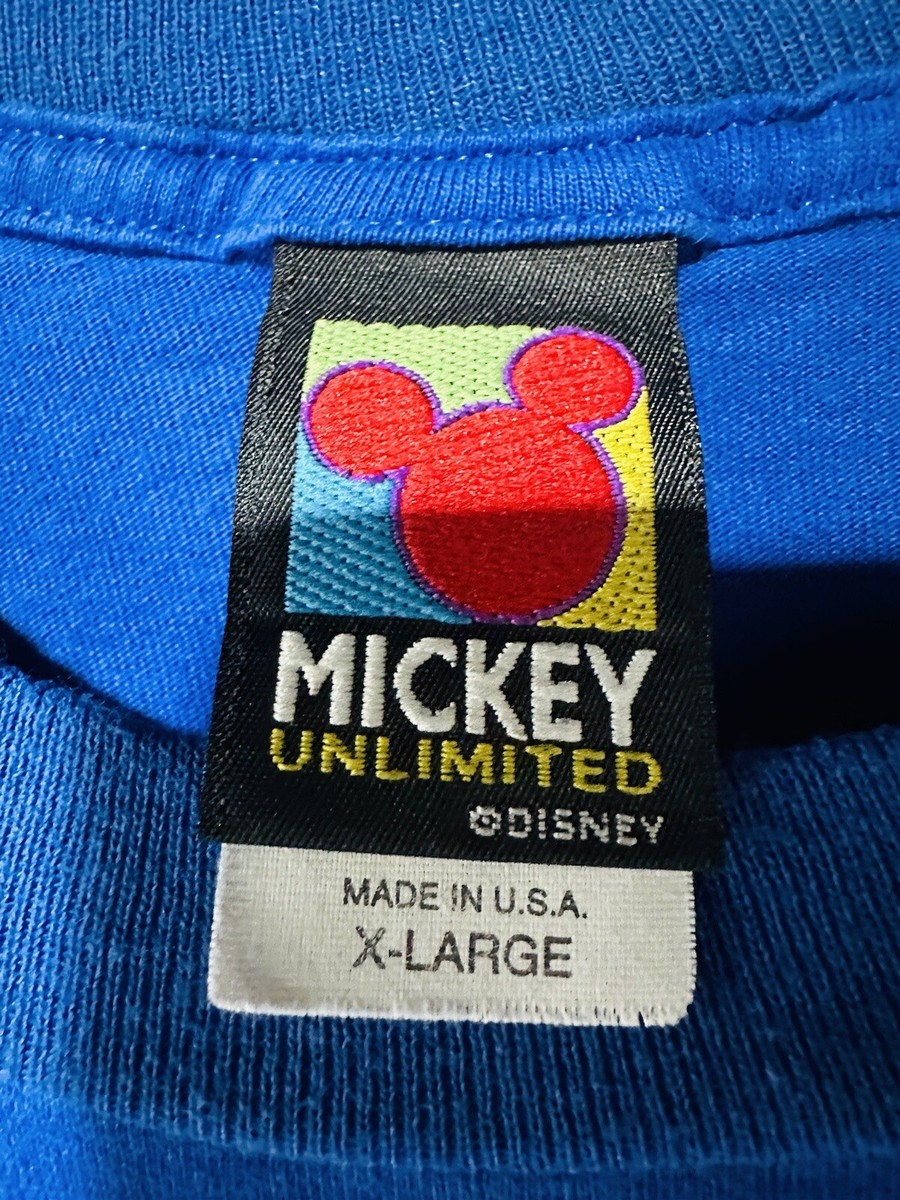 MICKEY
UNLIMITED
©DISNEY
MADE IN U.S.A.
X-LARGE